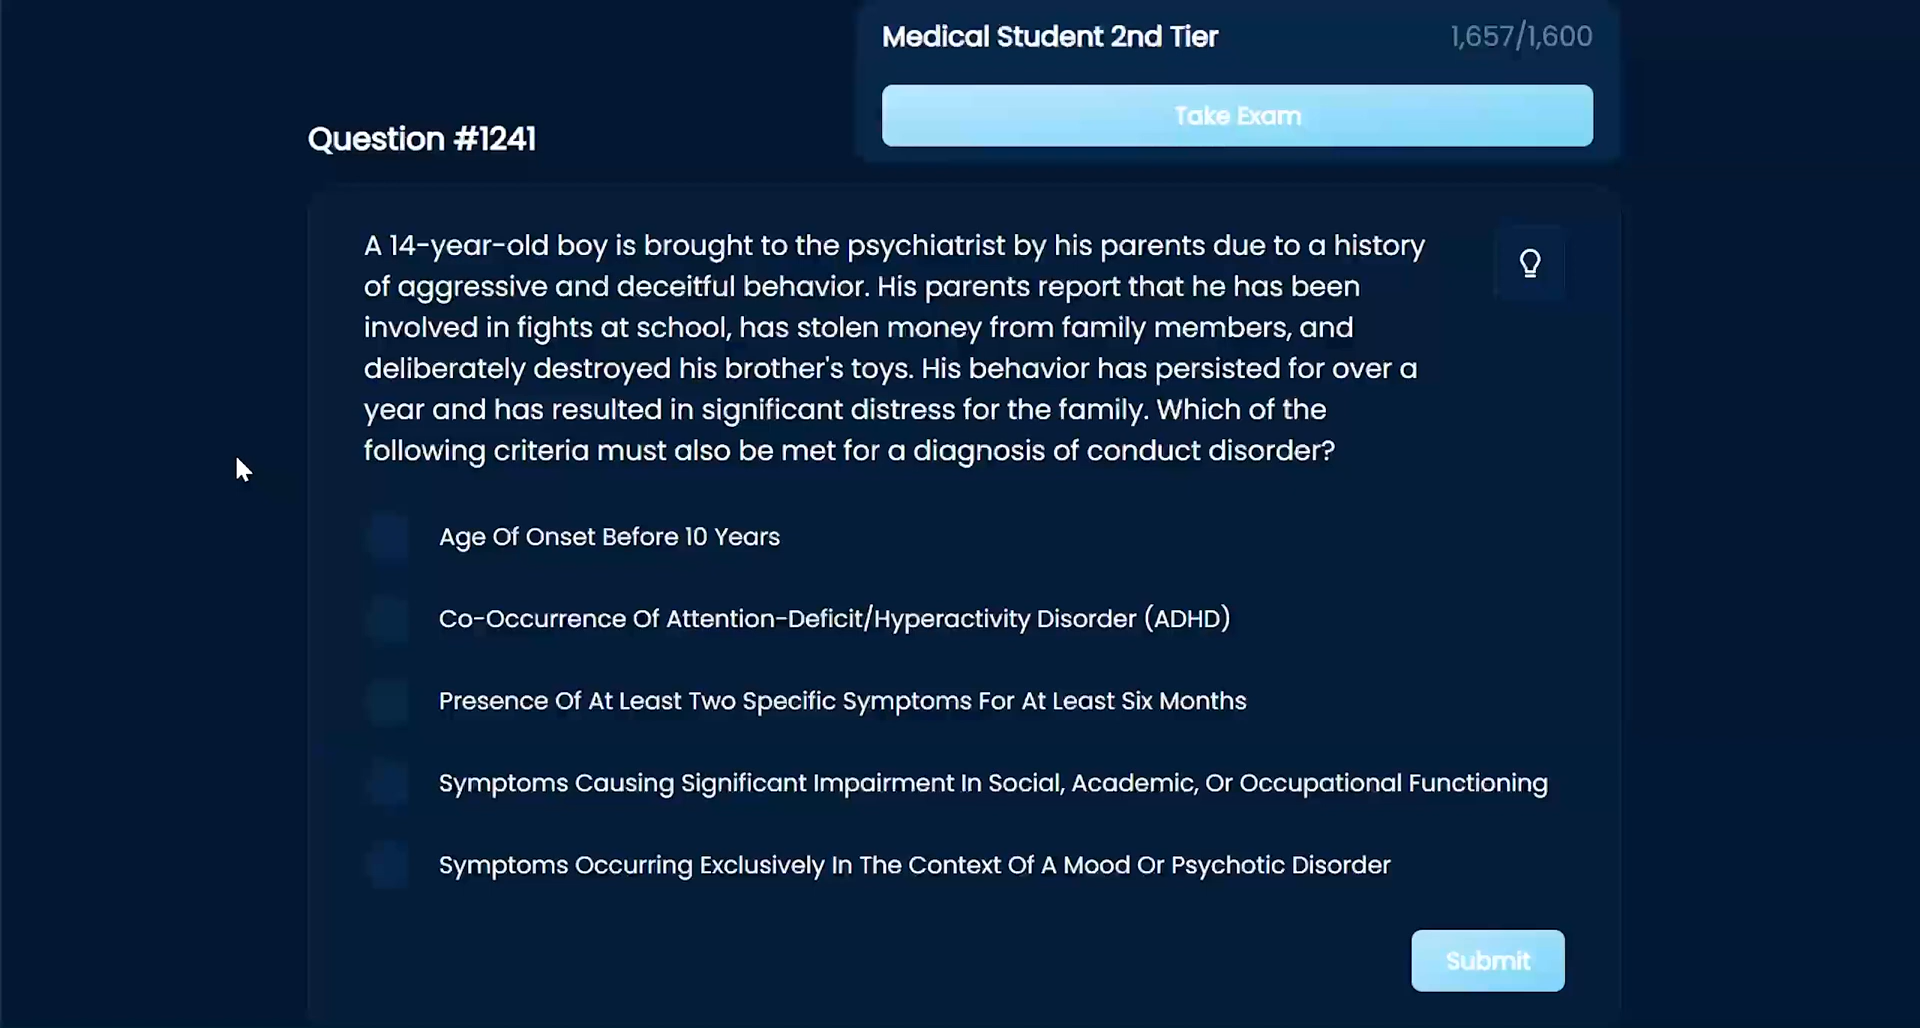 Medical Student 2nd Tier
1,657/1,600
Take Exam
Question #1241
A 14-year-old boy is brought to the psychiatrist by his parents due to a history
of aggressive and deceitful behavior. His parents report that he has been
involved in fights at school, has stolen money from family members, and
deliberately destroyed his brother's toys. His behavior has persisted for over a
year and has resulted in significant distress for the family. Which of the
following criteria must also be met for a diagnosis of conduct disorder?
Age Of Onset Before 10 Years
Co-Occurrence Of Attention-Deficit/Hyperactivity Disorder (ADHD)
Presence Of At Least Two Specific Symptoms For At Least Six Months
Symptoms Causing Significant Impairment In Social, Academic, Or Occupational Functioning
Symptoms Occurring Exclusively In The Context Of A Mood Or Psychotic Disorder
Submit